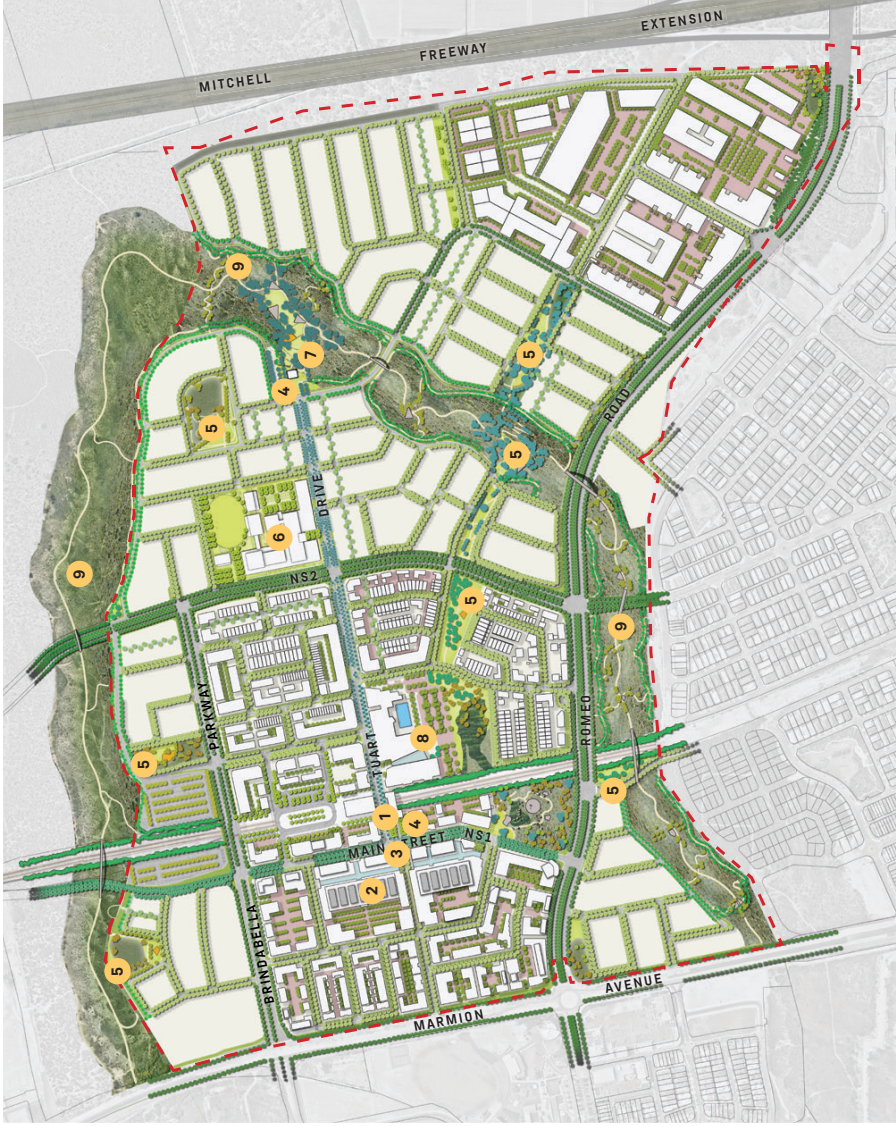 EXTENSION
FREEWAY
MITCHELL
9
7
5
4
5
5
ROAD
DRIVE
6
9
NS2
5
9
PARKWAY
ROMEO
8
TUART
5
5
1
4
NS1
MAIN STREET
3
2
BRINDABELLA
5
AVENUE
MARMION